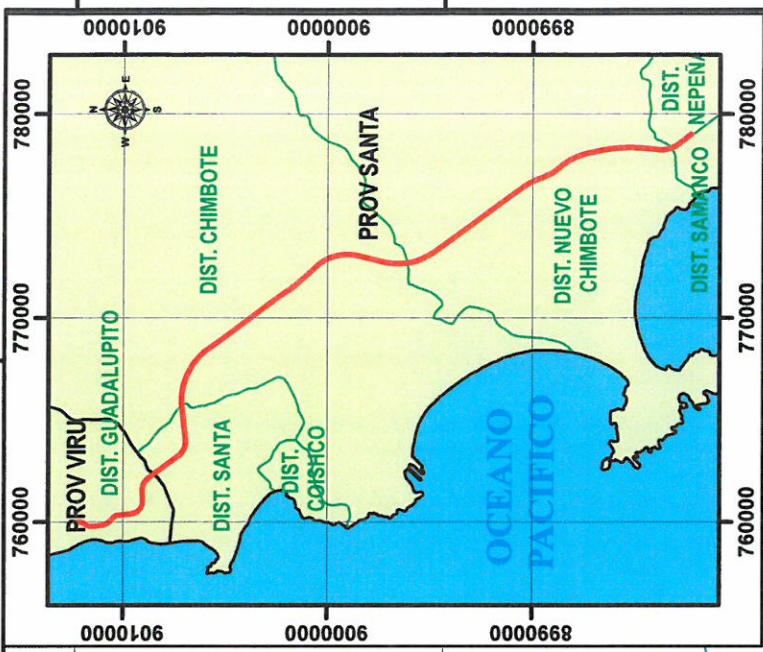 9010000
9000000
8990000
780000
770000
760000
N
E
S
W
DIST. CHIMBOTE
PROV SANTA
DIST.
NEPEÑA
DIST. SAMANCO
DIST. NUEVO
CHIMBOTE
DIST. GUADALUPITO
PROV VIRU
DIST. SANTA
DIST.
COISHCO
OCEANO
PACIFICO
780000
770000
760000
9010000
9000000
8990000